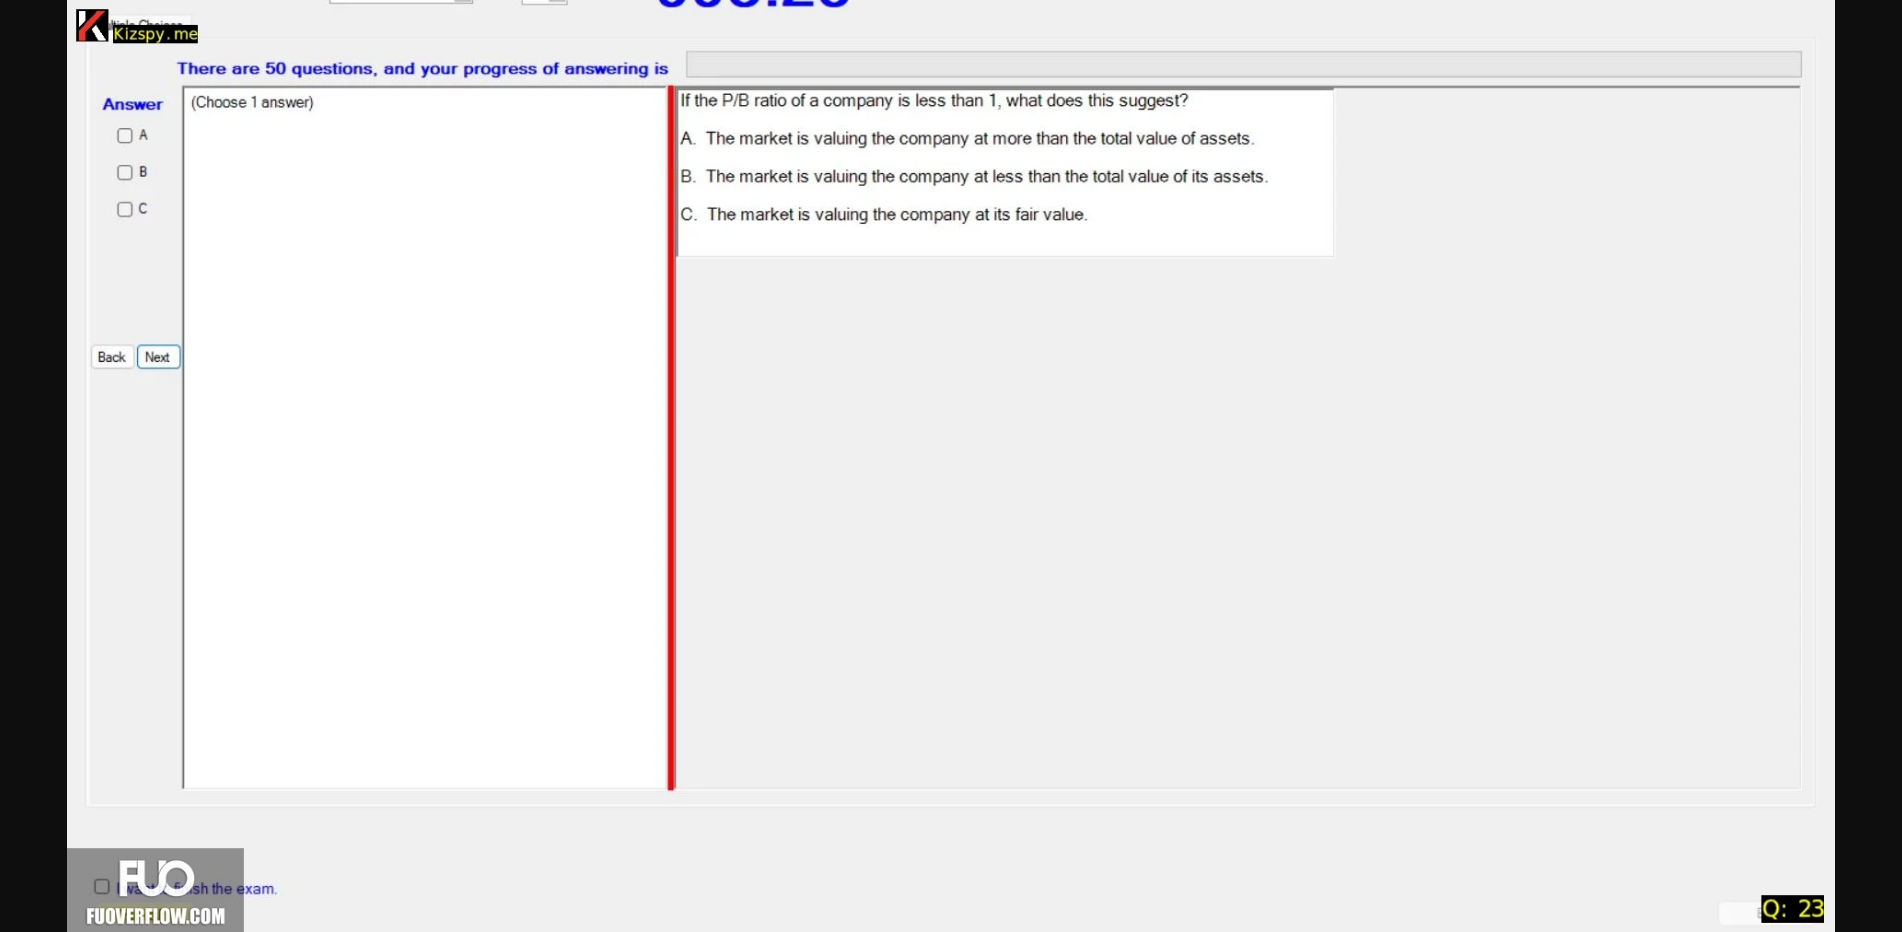 Kizspy.me
There are 50 questions, and your progress of answering is
Answer
(Choose 1 answer)
A
B
C
Back Next
If the P/B ratio of a company is less than 1, what does this suggest?
A. The market is valuing the company at more than the total value of assets.
B. The market is valuing the company at less than the total value of its assets.
C. The market is valuing the company at its fair value.
FUO
the exam.
FUOVERFLOW.COM
Q: 23